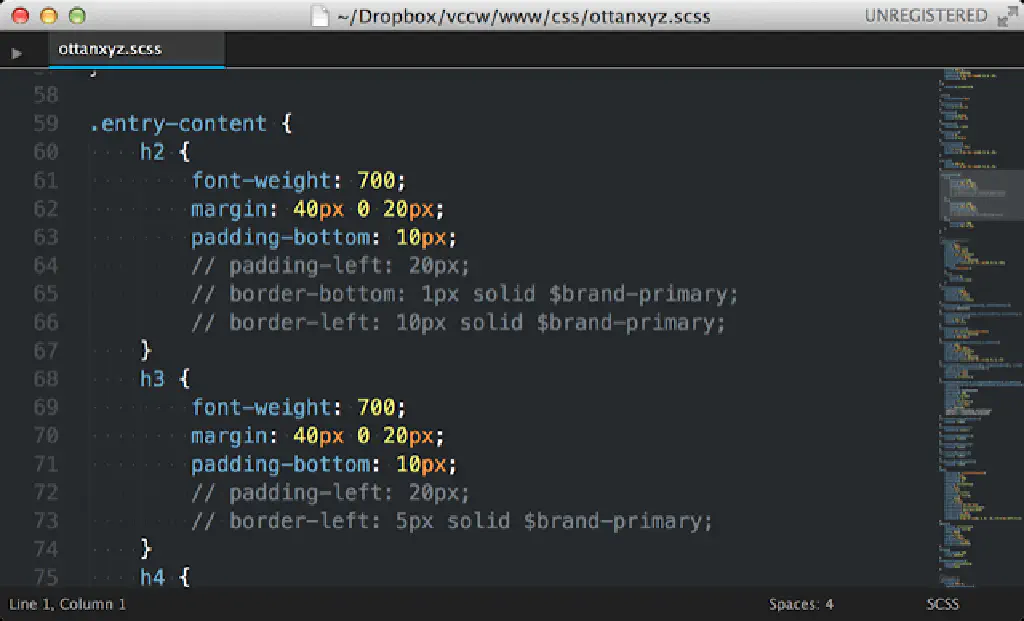 ~/Dropbox/vccw/www/css/ottanxyz.scss UNREGISTERED
ottanxyz.scss
58
59 .entry-content {
60 h2 {
61 font-weight: 700;
62 margin: 40px 0 20px;
63 padding-bottom: 10px;
64 // padding-left: 20px;
65 // border-bottom: 1px solid $brand-primary;
66 // border-left: 10px solid $brand-primary;
67 }
68 h3 {
69 font-weight: 700;
70 margin: 40px 0 20px;
71 padding-bottom: 10px;
72 // padding-left: 20px;
73 // border-left: 5px solid $brand-primary;
74 }
75 h4 {
Line 1, Column 1 Spaces: 4 SCSS